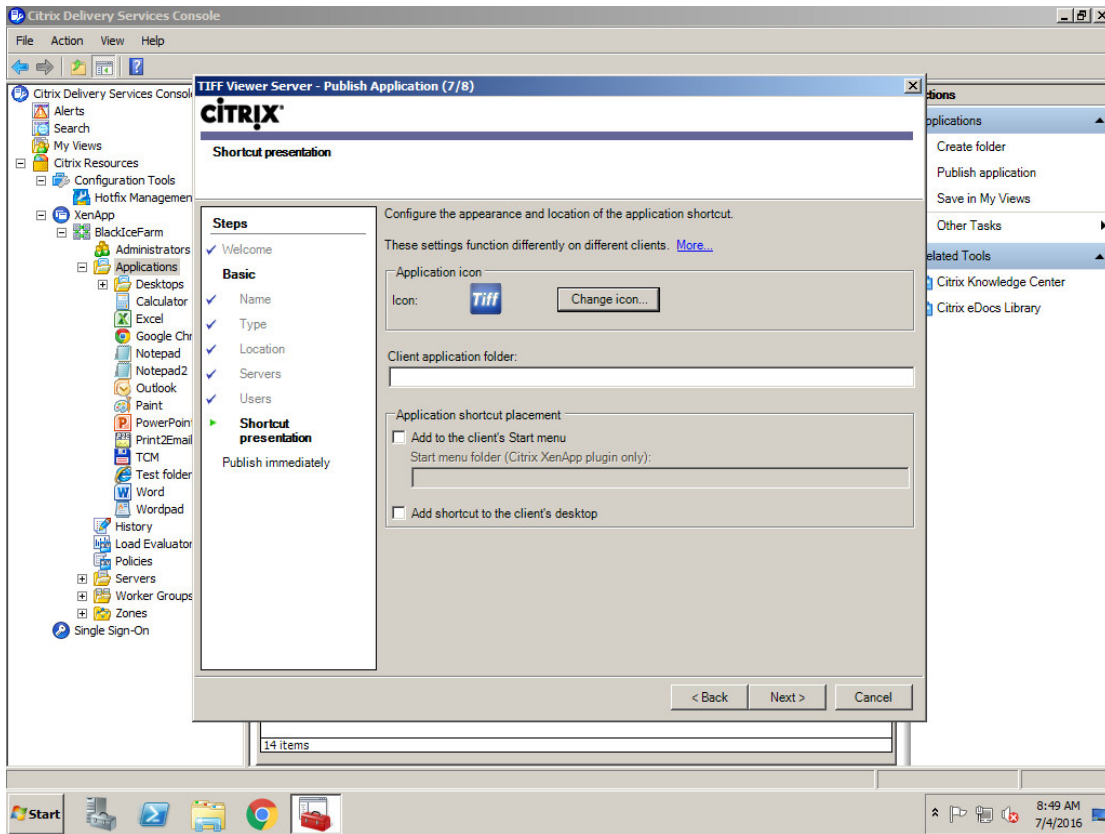 Citrix Delivery Services Console
File Action View Help
Citrix Delivery Services Consol
Alerts
Search
My Views
Citrix Resources
Configuration Tools
Hotfix Managemen
XenApp
BlackIceFarm
Administrators
Applications
Desktops
Calculator
Excel
Google Chr
Notepad
Notepad2
Outlook
Paint
PowerPoin
Print2Email
TCM
Test folder
Word
Wordpad
History
Load Evaluator
Policies
Servers
Worker Groups
Zones
Single Sign-On
TIFF Viewer Server - Publish Application (7/8)
CITRIX
Shortcut presentation
Steps
Welcome
Basic
Name
Type
Location
Servers
Users
Shortcut
presentation
Publish immediately
Configure the appearance and location of the application shortcut.
These settings function differently on different clients. More...
Application icon
Icon: Tiff Change icon...
Client application folder:
Application shortcut placement
Add to the client's Start menu
Start menu folder (Citrix XenApp plugin only):
Add shortcut to the client's desktop
< Back Next > Cancel
14 items
ctions
pplications
Create folder
Publish application
Save in My Views
Other Tasks
elated Tools
Citrix Knowledge Center
Citrix eDocs Library
Start
8:49 AM
7/4/2016